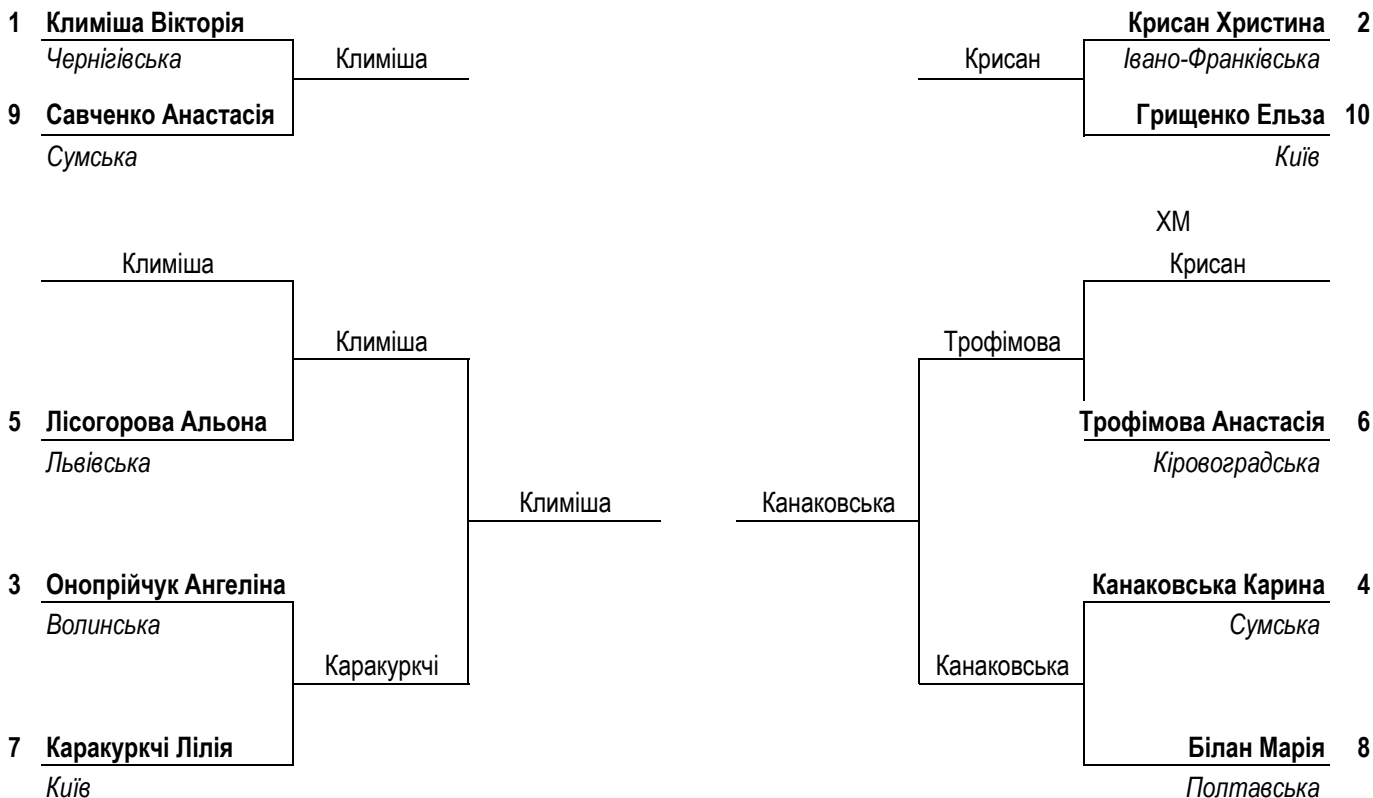 1 Климіша Вікторія Крисан Христина 2
Чернігівська Климіша Крисан Івано-Франківська
9 Савченко Анастасія Грищенко Ельза 10
Сумська Київ
ХМ
Климіша Крисан
Климіша Трофімова
5 Лісогорова Альона Трофімова Анастасія 6
Львівська Кіровоградська
Климіша Канаковська
3 Онопрійчук Ангеліна Канаковська Карина 4
Волинська Сумська
Каракуркчі Канаковська
7 Каракуркчі Лілія Білан Марія 8
Київ Полтавська